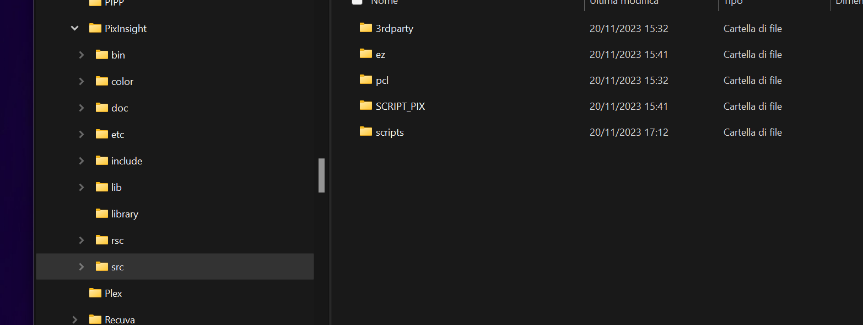 PIPP
PixInsight
bin
color
doc
etc
include
lib
library
rsc
src
Plex
Recuva
Nome Ultima modifica Tipo Dimen
3rdparty 20/11/2023 15:32 Cartella di file
ez 20/11/2023 15:41 Cartella di file
pcl 20/11/2023 15:32 Cartella di file
SCRIPT_PIX 20/11/2023 15:41 Cartella di file
scripts 20/11/2023 17:12 Cartella di file